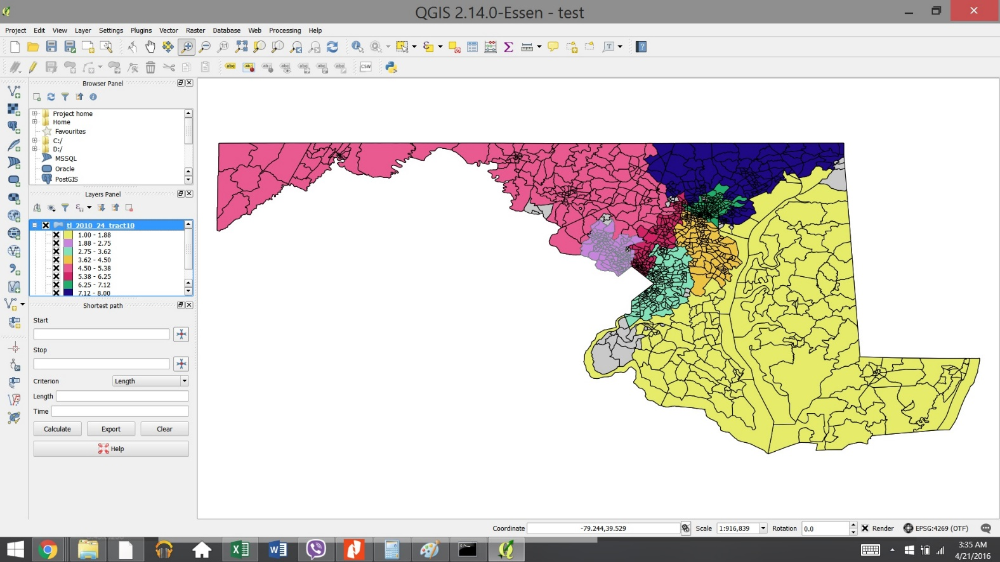 QGIS 2.14.0-Essen - test
Project Edit View Layer Settings Plugins Vector Raster Database Web Processing Help
abc
CSW
Browser Panel
Project home
Home
Favourites
C:/
D:/
MSSQL
Oracle
PostGIS
Layers Panel
tl_2010_24_tract10
1.00 - 1.88
1.88 - 2.75
2.75 - 3.62
3.62 - 4.50
4.50 - 5.38
5.38 - 6.25
6.25 - 7.12
7.12 - 8.00
Shortest path
Start
Stop
Criterion Length
Length
Time
Calculate Export Clear
Help
Coordinate -79.244,39.529 Scale 1:916,839 Rotation 0.0 Render EPSG:4269 (OTF)
3:35 AM
4/21/2016